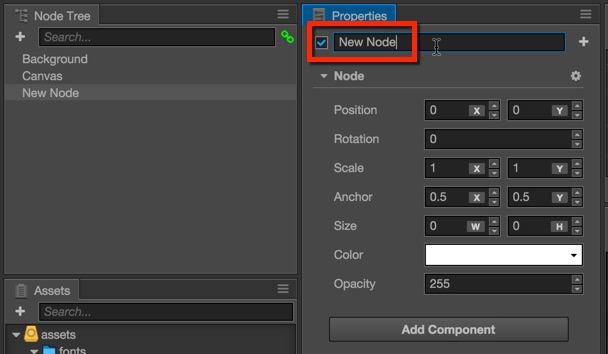 Node Tree
Search...
Background
Canvas
New Node
Assets
Search...
assets
fonts
Properties
New Node
Node
Position 0 X 0 Y
Rotation 0
Scale 1 X 1 Y
Anchor 0.5 X 0.5 Y
Size 0 W 0 H
Color
Opacity 255
Add Component